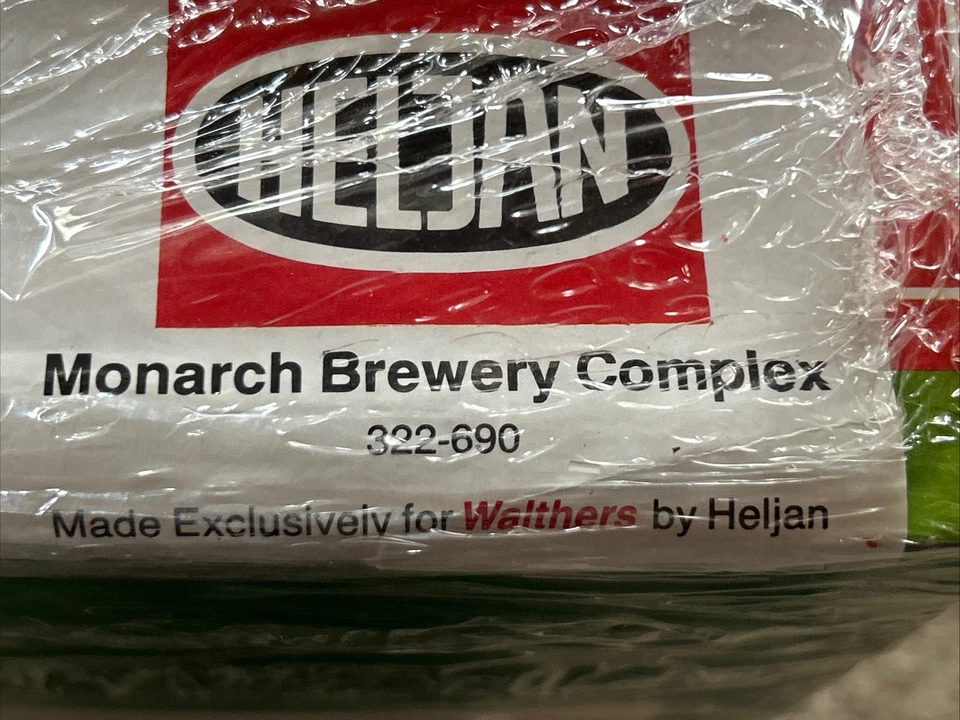 HELJAN
Monarch Brewery Complex
322-690
Made Exclusively for Walthers by Heljan